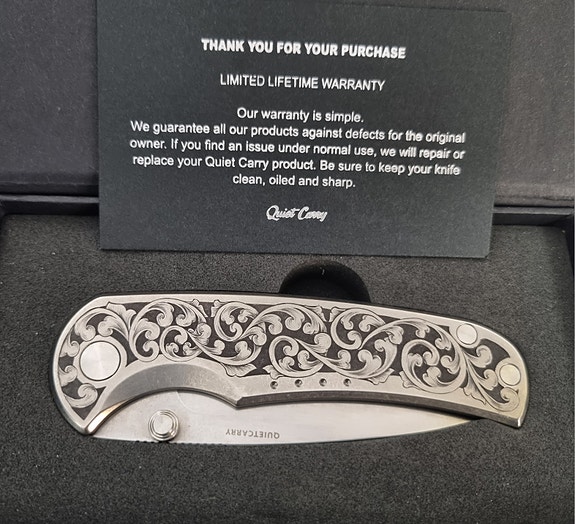 THANK YOU FOR YOUR PURCHASE
LIMITED LIFETIME WARRANTY
Our warranty is simple.
We guarantee all our products against defects for the original
owner. If you find an issue under normal use, we will repair or
replace your Quiet Carry product. Be sure to keep your knife
clean, oiled and sharp.
Quiet Carry
QUIETCARRY